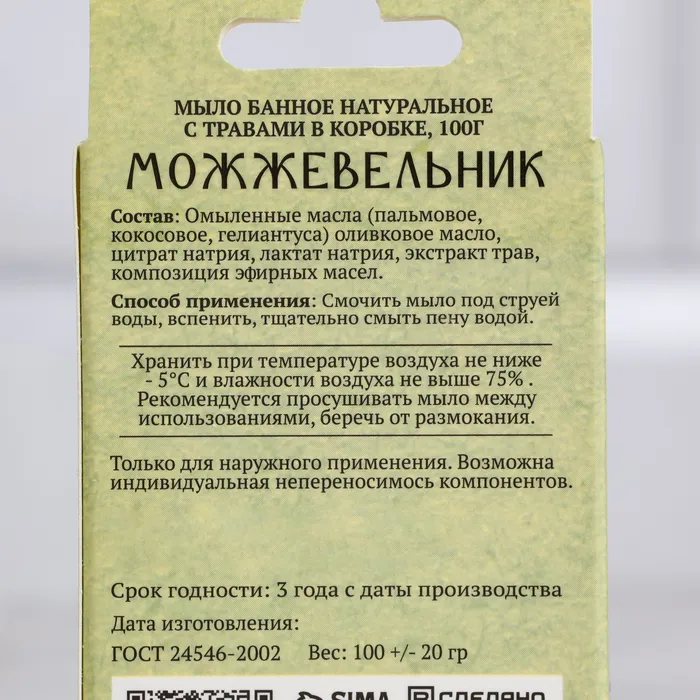 МЫЛО БАННОЕ НАТУРАЛЬНОЕ
С ТРАВАМИ В КОРОБКЕ, 100Г
МОЖЖЕВЕЛЬНИК
Состав: Омыленные масла (пальмовое,
кокосовое, гелиантуса) оливковое масло,
цитрат натрия, лактат натрия, экстракт трав,
композиция эфирных масел.
Способ применения: Смочить мыло под струей
воды, вспенить, тщательно смыть пену водой.
Хранить при температуре воздуха не ниже
- 5°С и влажности воздуха не выше 75% .
Рекомендуется просушивать мыло между
использованиями, беречь от размокания.
Только для наружного применения. Возможна
индивидуальная непереносимось компонентов.
Срок годности: 3 года с даты производства
Дата изготовления:
ГОСТ 24546-2002 Вес: 100 +/- 20 гр
SIMA СДЕЛАНО